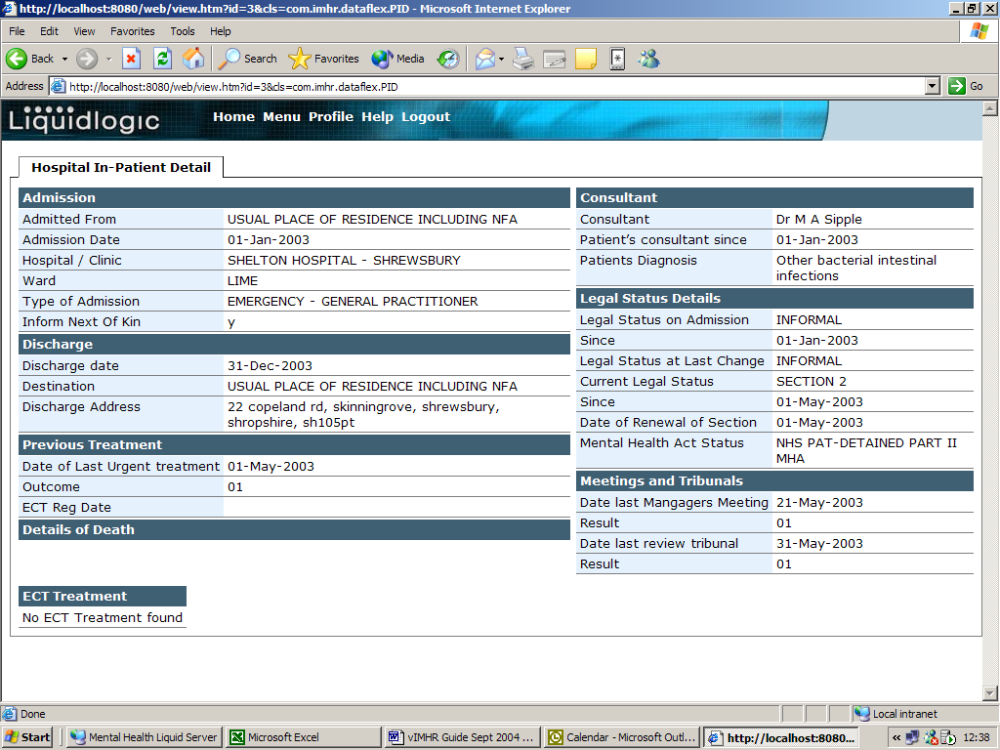 http://localhost:8080/web/view.htm?id=3&cls=com.imhr.dataflex.PID - Microsoft Internet Explorer
File Edit View Favorites Tools Help
Back Search Favorites Media
Address http://localhost:8080/web/view.htm?id=3&cls=com.imhr.dataflex.PID Go
Liquidlogic Home Menu Profile Help Logout
Hospital In-Patient Detail
Admission
Admitted From USUAL PLACE OF RESIDENCE INCLUDING NFA
Admission Date 01-Jan-2003
Hospital / Clinic SHELTON HOSPITAL - SHREWSBURY
Ward LIME
Type of Admission EMERGENCY - GENERAL PRACTITIONER
Inform Next Of Kin y
Discharge
Discharge date 31-Dec-2003
Destination USUAL PLACE OF RESIDENCE INCLUDING NFA
Discharge Address 22 copeland rd, skinningrove, shrewsbury,
shropshire, sh105pt
Previous Treatment
Date of Last Urgent treatment 01-May-2003
Outcome 01
ECT Reg Date
Details of Death
ECT Treatment
No ECT Treatment found
Consultant
Consultant Dr M A Sipple
Patient's consultant since 01-Jan-2003
Patients Diagnosis Other bacterial intestinal
infections
Legal Status Details
Legal Status on Admission INFORMAL
Since 01-Jan-2003
Legal Status at Last Change INFORMAL
Current Legal Status SECTION 2
Since 01-May-2003
Date of Renewal of Section 01-May-2003
Mental Health Act Status NHS PAT-DETAINED PART II
MHA
Meetings and Tribunals
Date last Mangagers Meeting 21-May-2003
Result 01
Date last review tribunal 31-May-2003
Result 01
Done Local intranet
Start Mental Health Liquid Server Microsoft Excel vIMHR Guide Sept 2004 ... Calendar - Microsoft Outl... http://localhost:8080... « 12:38